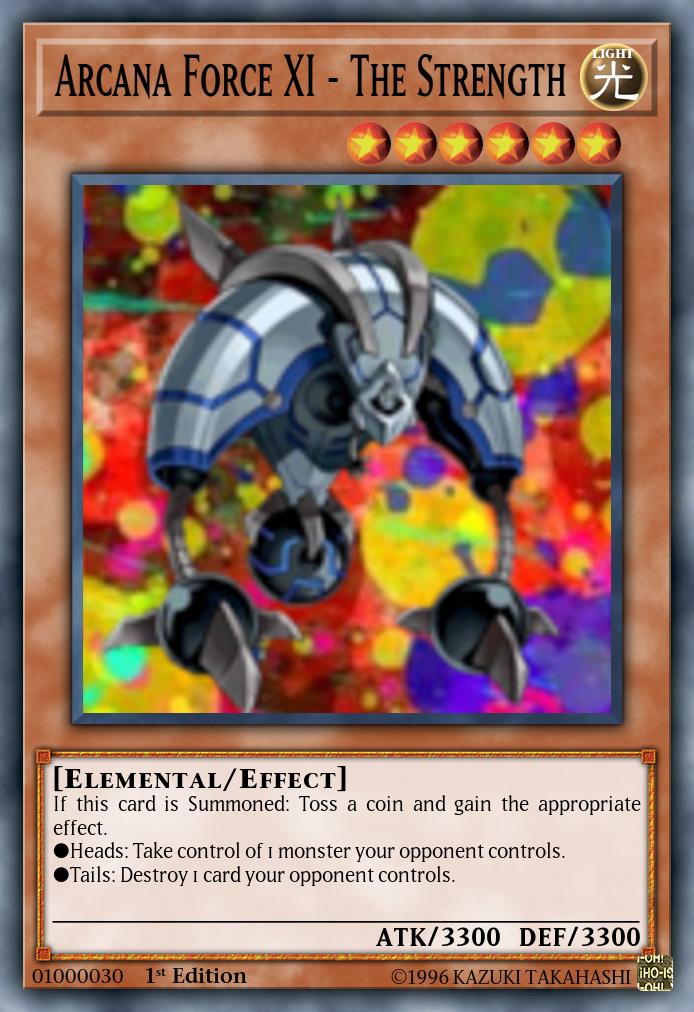 ARCANA FORCE XI - THE STRENGTH
LIGHT
光
[ELEMENTAL/EFFECT]
If this card is Summoned: Toss a coin and gain the appropriate
effect.
●Heads: Take control of 1 monster your opponent controls.
●Tails: Destroy 1 card your opponent controls.
ATK/3300 DEF/3300
01000030 1st Edition ©1996 KAZUKI TAKAHASHI